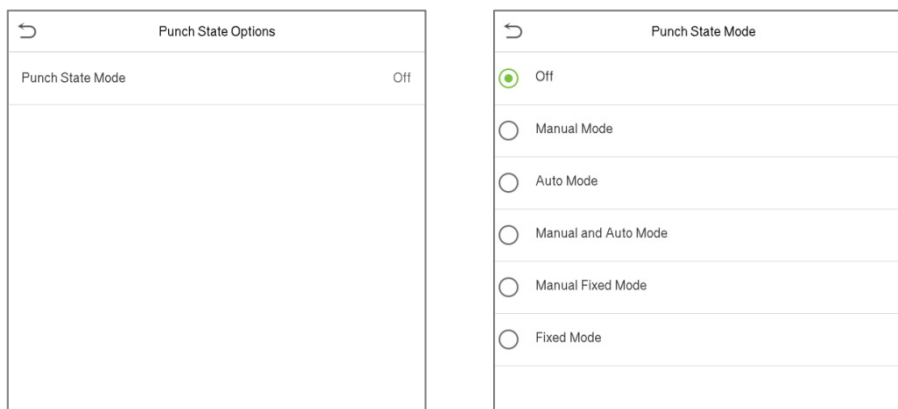 Punch State Options
Punch State Mode Off
Punch State Mode
Off
Manual Mode
Auto Mode
Manual and Auto Mode
Manual Fixed Mode
Fixed Mode